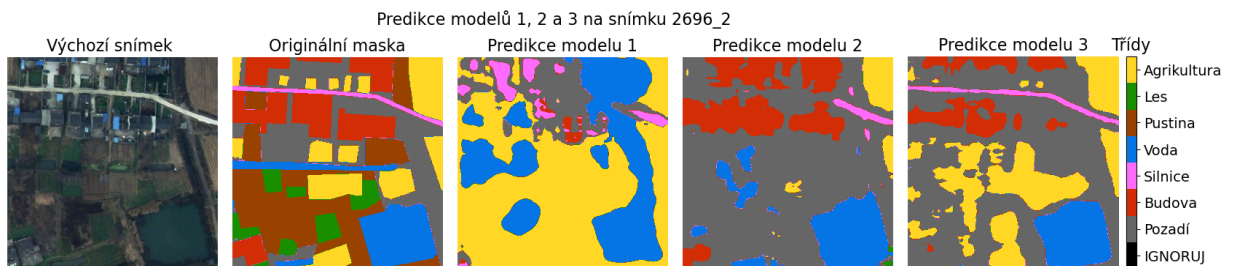 Predikce modelů 1, 2 a 3 na snímku 2696_2
Výchozí snímek
Originální maska
Predikce modelu 1
Predikce modelu 2
Predikce modelu 3
Třídy
Agrikultura
Les
Pustina
Voda
Silnice
Budova
Pozadí
IGNORUJ